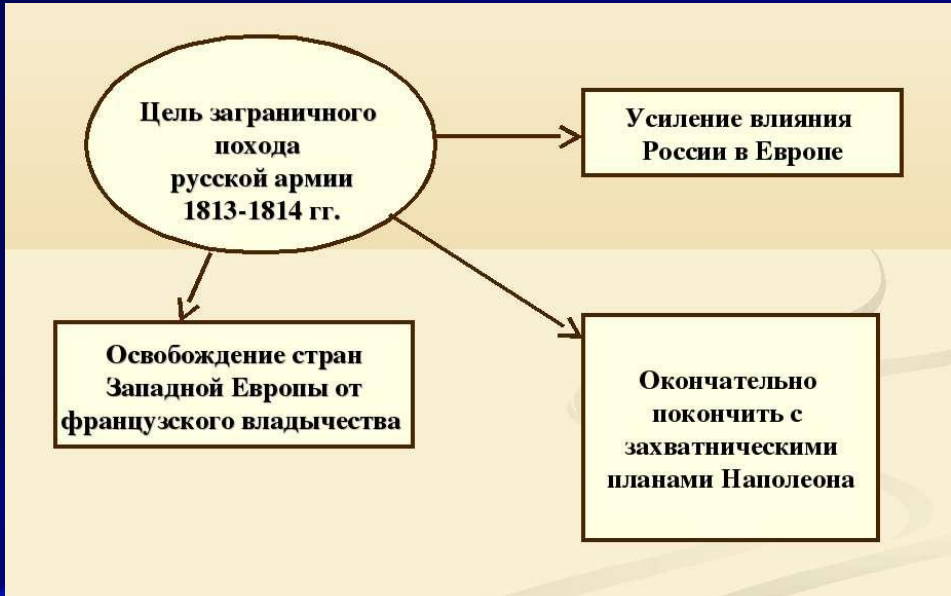 Цель заграничного
похода
русской армии
1813-1814 гг.
Усиление влияния
России в Европе
Освобождение стран
Западной Европы от
французского владычества
Окончательно
покончить с
захватническими
планами Наполеона